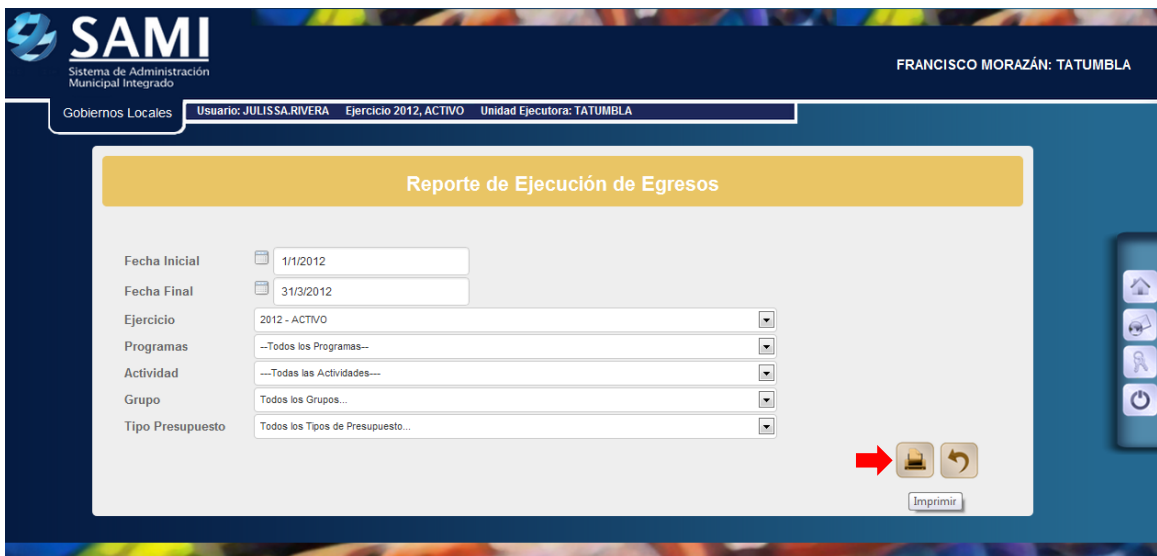 SAMI
Sistema de Administración
Municipal Integrado
FRANCISCO MORAZÁN: TATUMBLA
Gobiernos Locales
Usuario: JULISSA.RIVERA Ejercicio 2012, ACTIVO Unidad Ejecutora: TATUMBLA
Reporte de Ejecución de Egresos
Fecha Inicial 1/1/2012
Fecha Final 31/3/2012
Ejercicio 2012 - ACTIVO
Programas --Todos los Programas--
Actividad ---Todas las Actividades---
Grupo Todos los Grupos...
Tipo Presupuesto Todos los Tipos de Presupuesto...
Imprimir